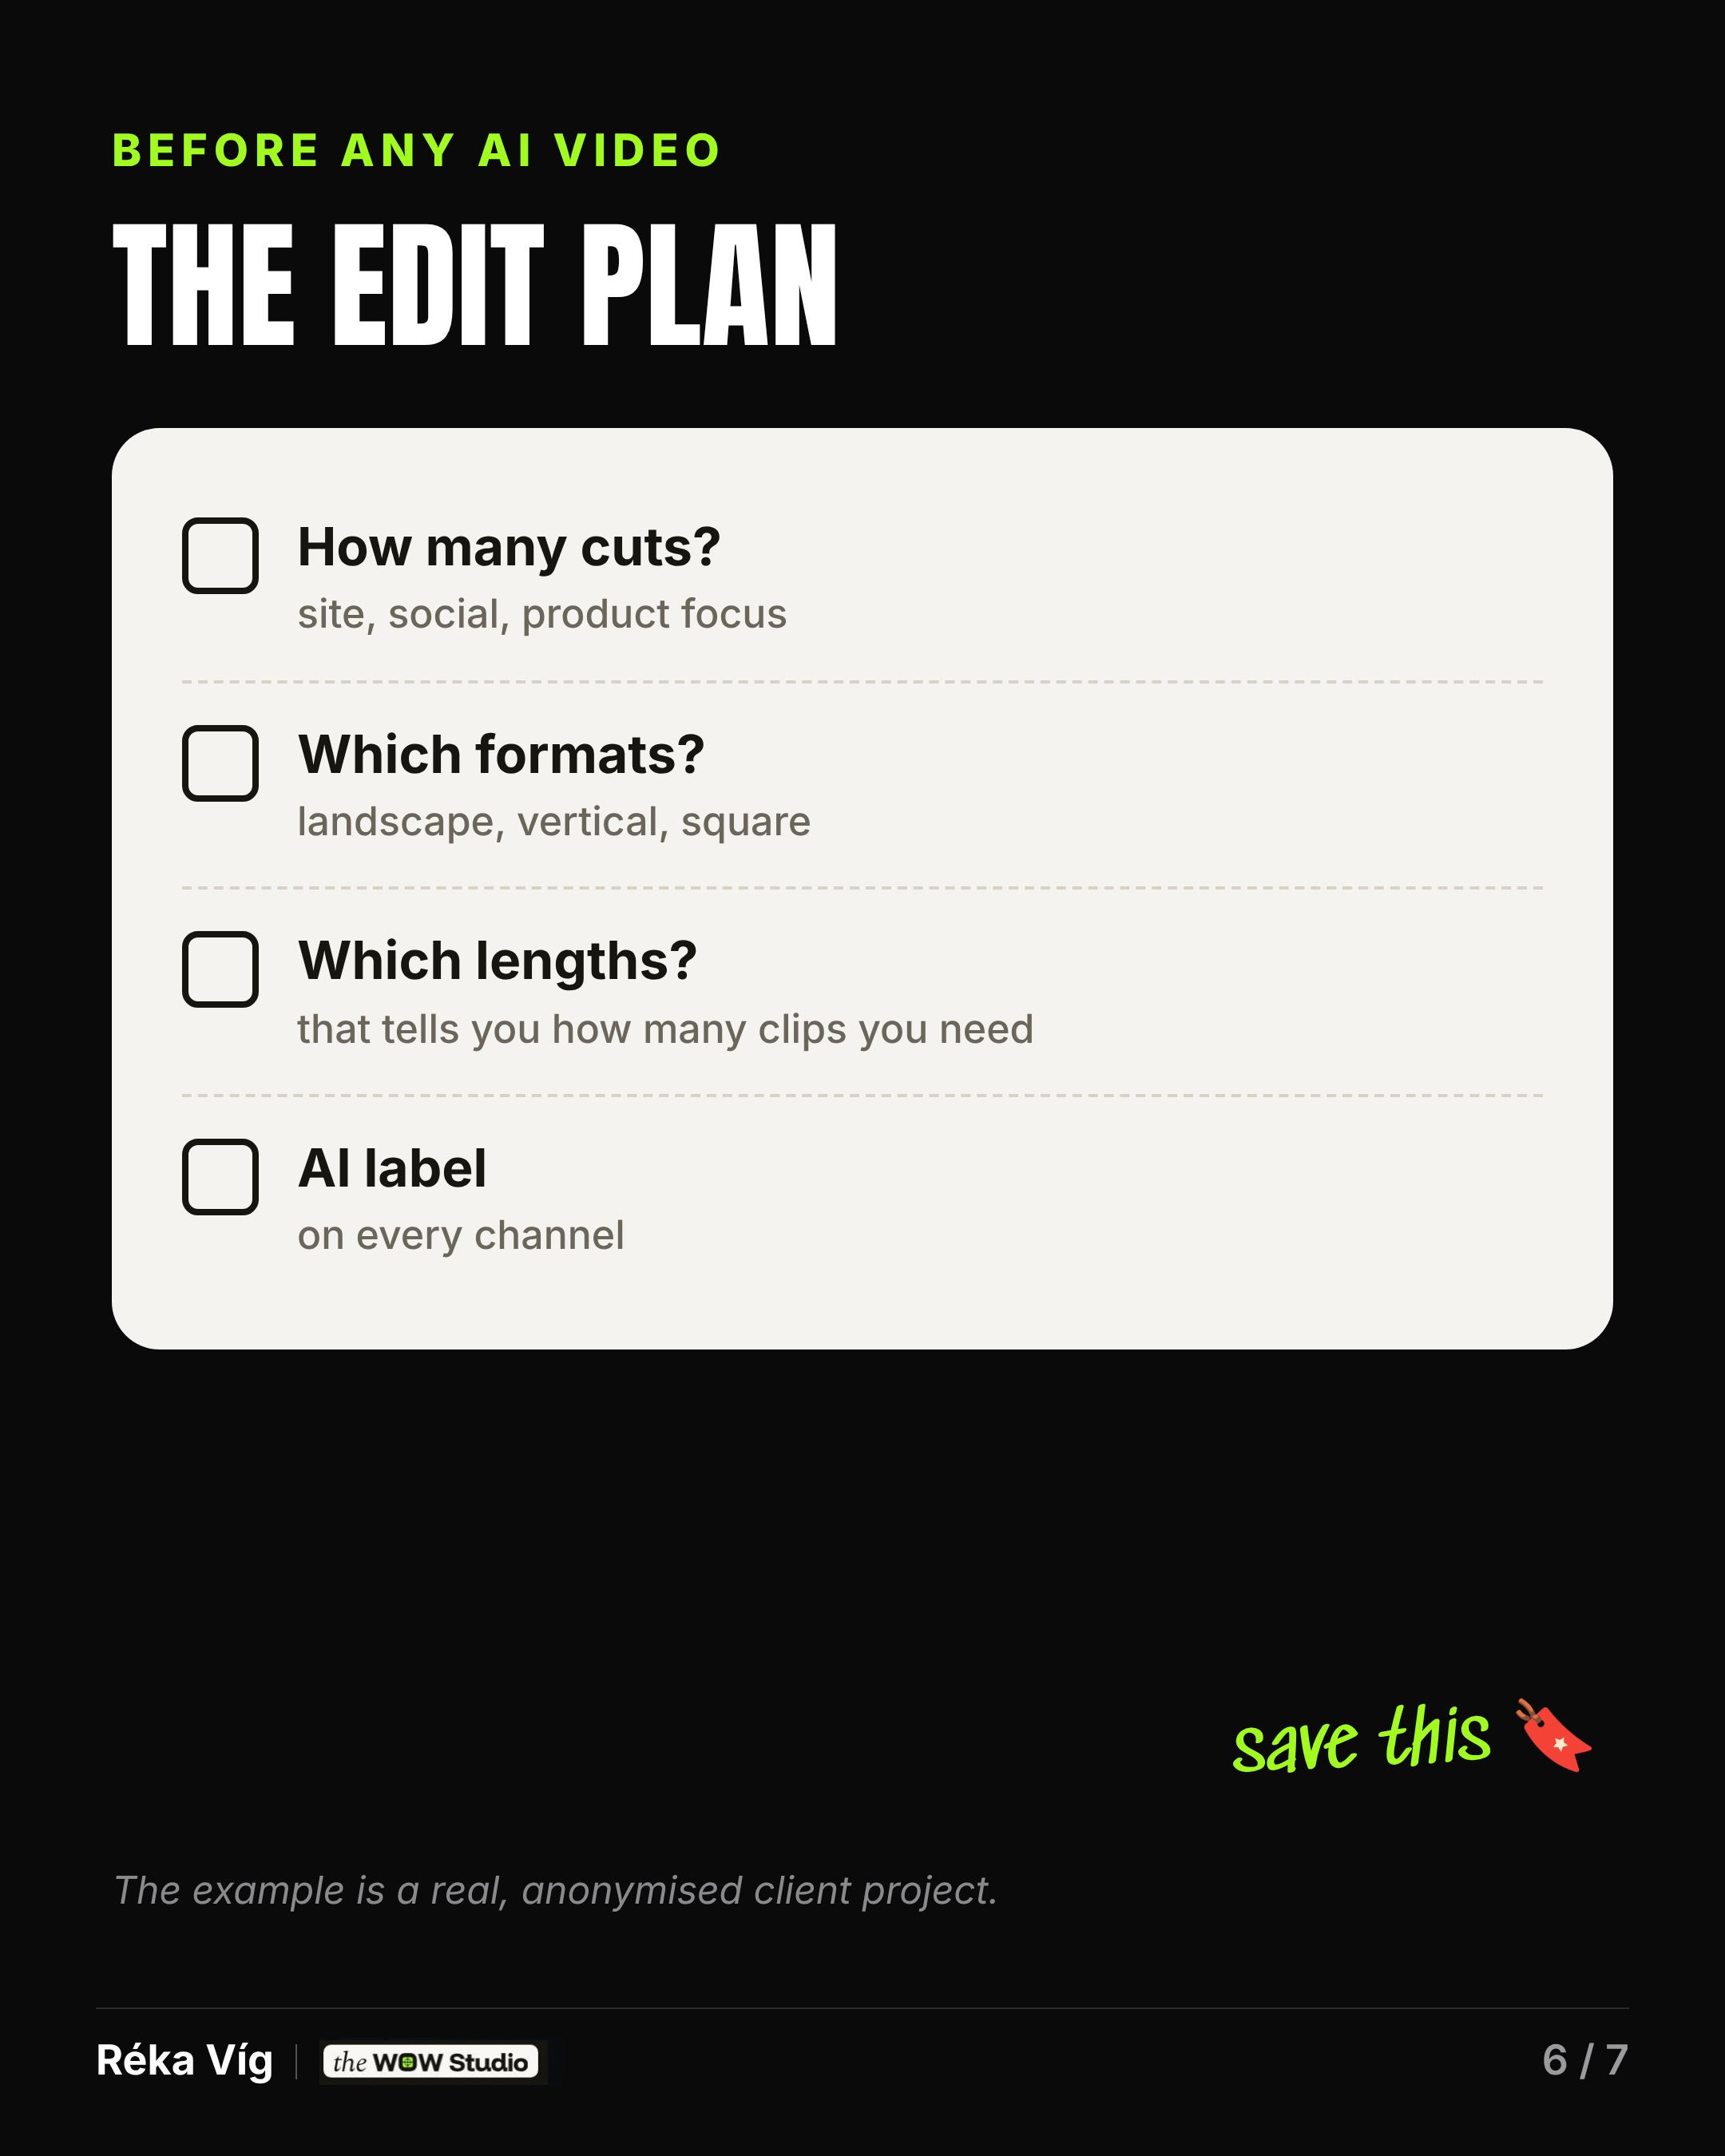 BEFORE ANY AI VIDEO
THE EDIT PLAN
How many cuts?
site, social, product focus
Which formats?
landscape, vertical, square
Which lengths?
that tells you how many clips you need
AI label
on every channel
save this
The example is a real, anonymised client project.
Réka Víg
the WOW Studio
6 / 7